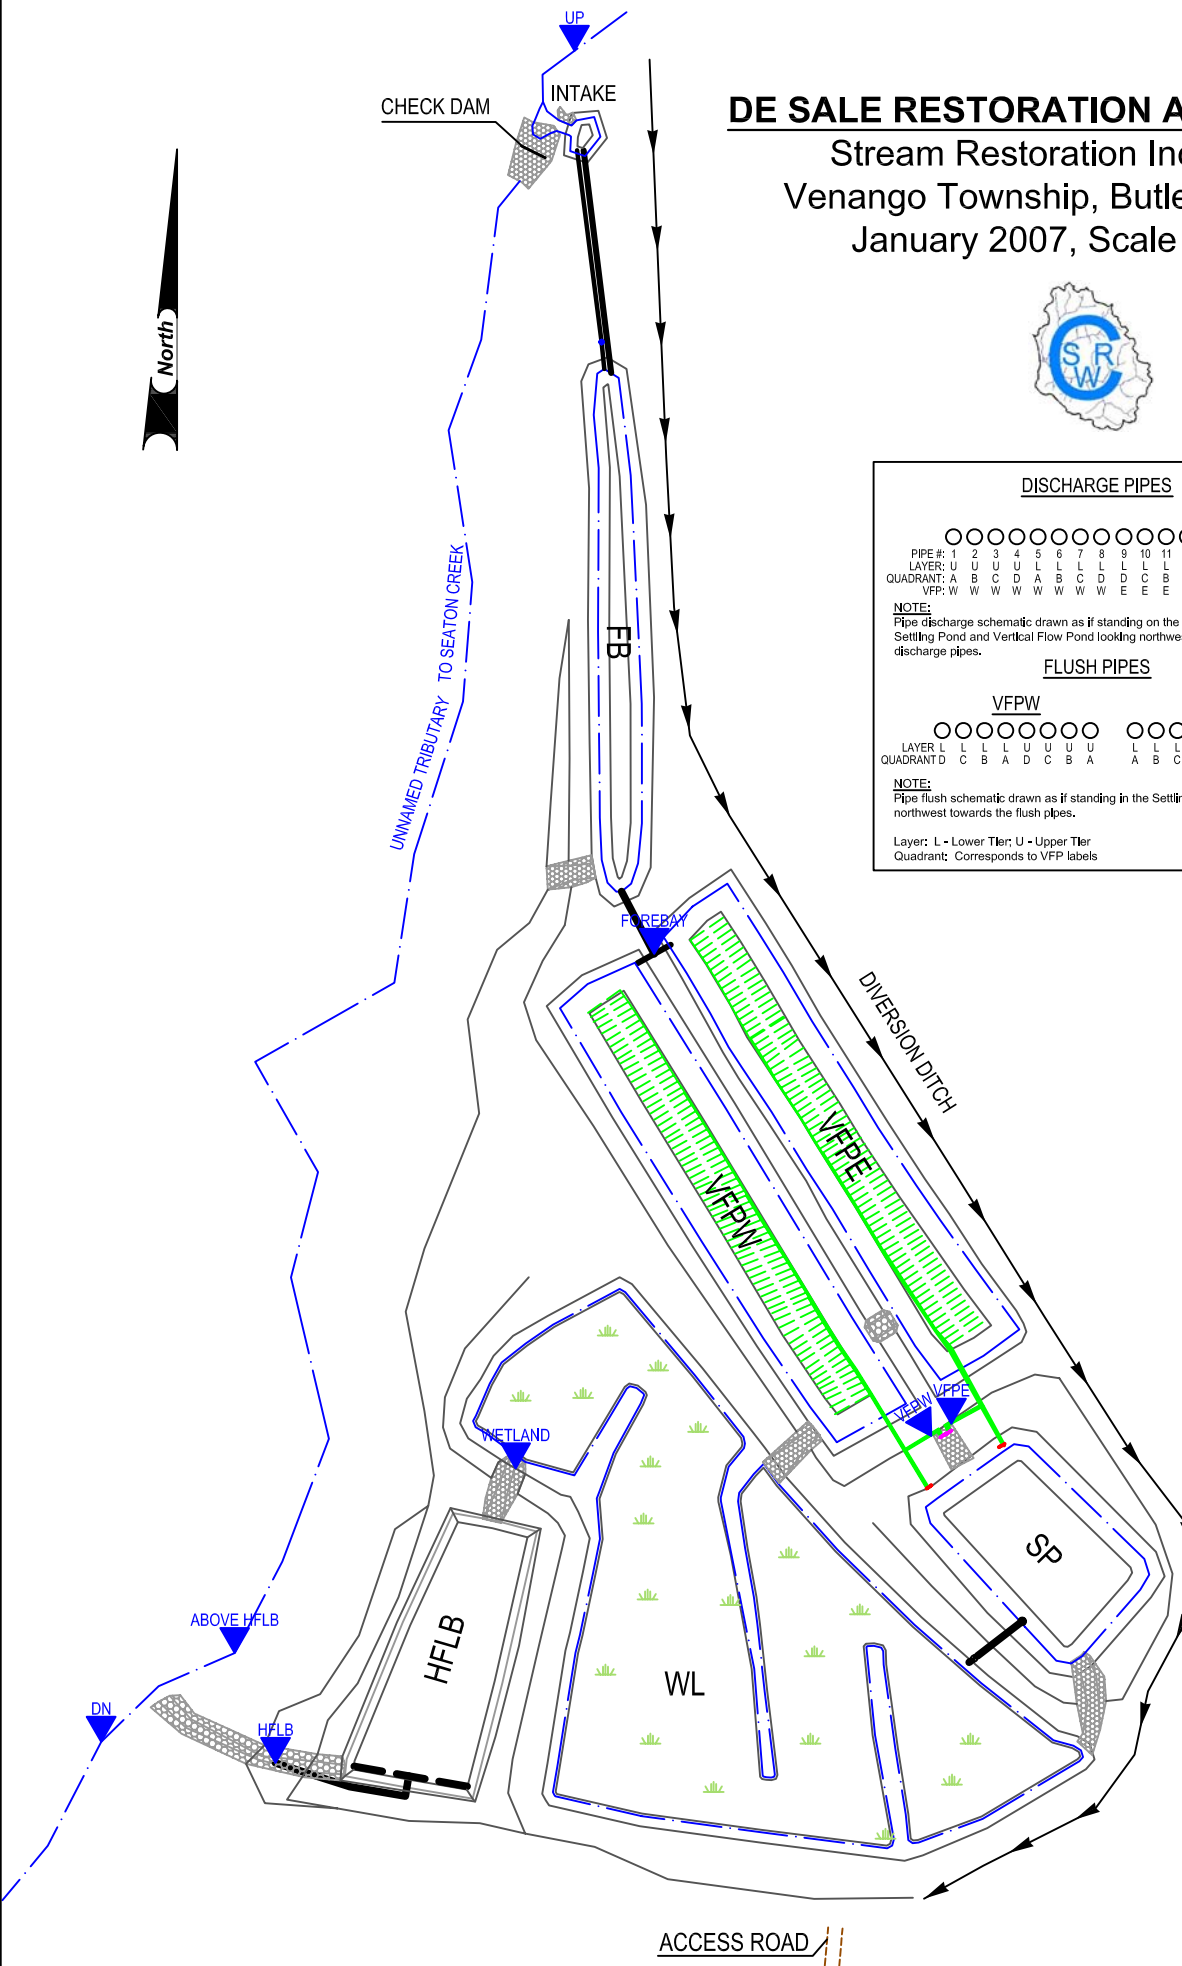 UP
CHECK DAM
INTAKE
DE SALE RESTORATION A
Stream Restoration Inc
Venango Township, Butle
January 2007, Scale
North
S R
W
C
DISCHARGE PIPES
PIPE #: 1 2 3 4 5 6 7 8 9 10 11
LAYER: U U U U L L L L L L L
QUADRANT: A B C D A B C D D C B
VFP: W W W W W W W W E E E
NOTE:
Pipe discharge schematic drawn as if standing on the
Settling Pond and Vertical Flow Pond looking northwe
discharge pipes.
FLUSH PIPES
VFPW
LAYER L L L L U U U U L L L
QUADRANT D C B A D C B A A B C
NOTE:
Pipe flush schematic drawn as if standing in the Settlin
northwest towards the flush pipes.
Layer: L - Lower Tier; U - Upper Tier
Quadrant: Corresponds to VFP labels
UNNAMED TRIBUTARY TO SEATON CREEK
FB
FOREBAY
DIVERSION DITCH
VFPE
VFPW
VFPW
VFPE
WETLAND
SP
ABOVE HFLB
HFLB
WL
DN
HFLB
ACCESS ROAD